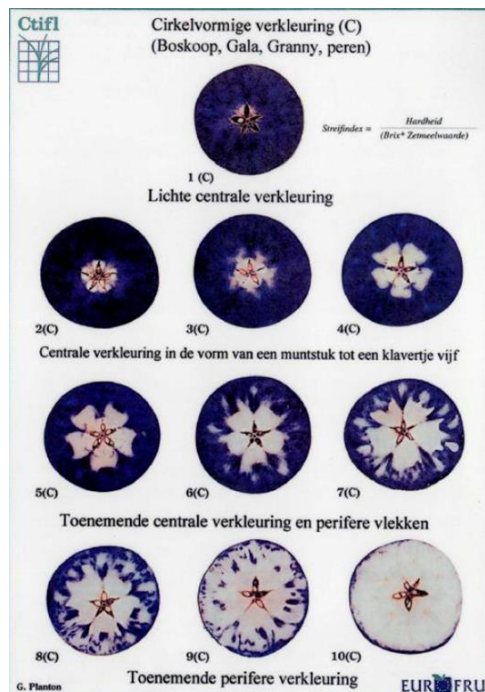 Ctifl
Cirkelvormige verkleuring (C)
(Boskoop, Gala, Granny, peren)
Streifindex = Hardheid
(Brix* Zetmeelwaarde)
1 (C)
Lichte centrale verkleuring
2(C) 3(C) 4(C)
Centrale verkleuring in de vorm van een muntstuk tot een klavertje vijf
5(C) 6(C) 7(C)
Toenemende centrale verkleuring en perifere vlekken
8(C) 9(C) 10(C)
Toenemende perifere verkleuring
G. Planton
EUROFRU